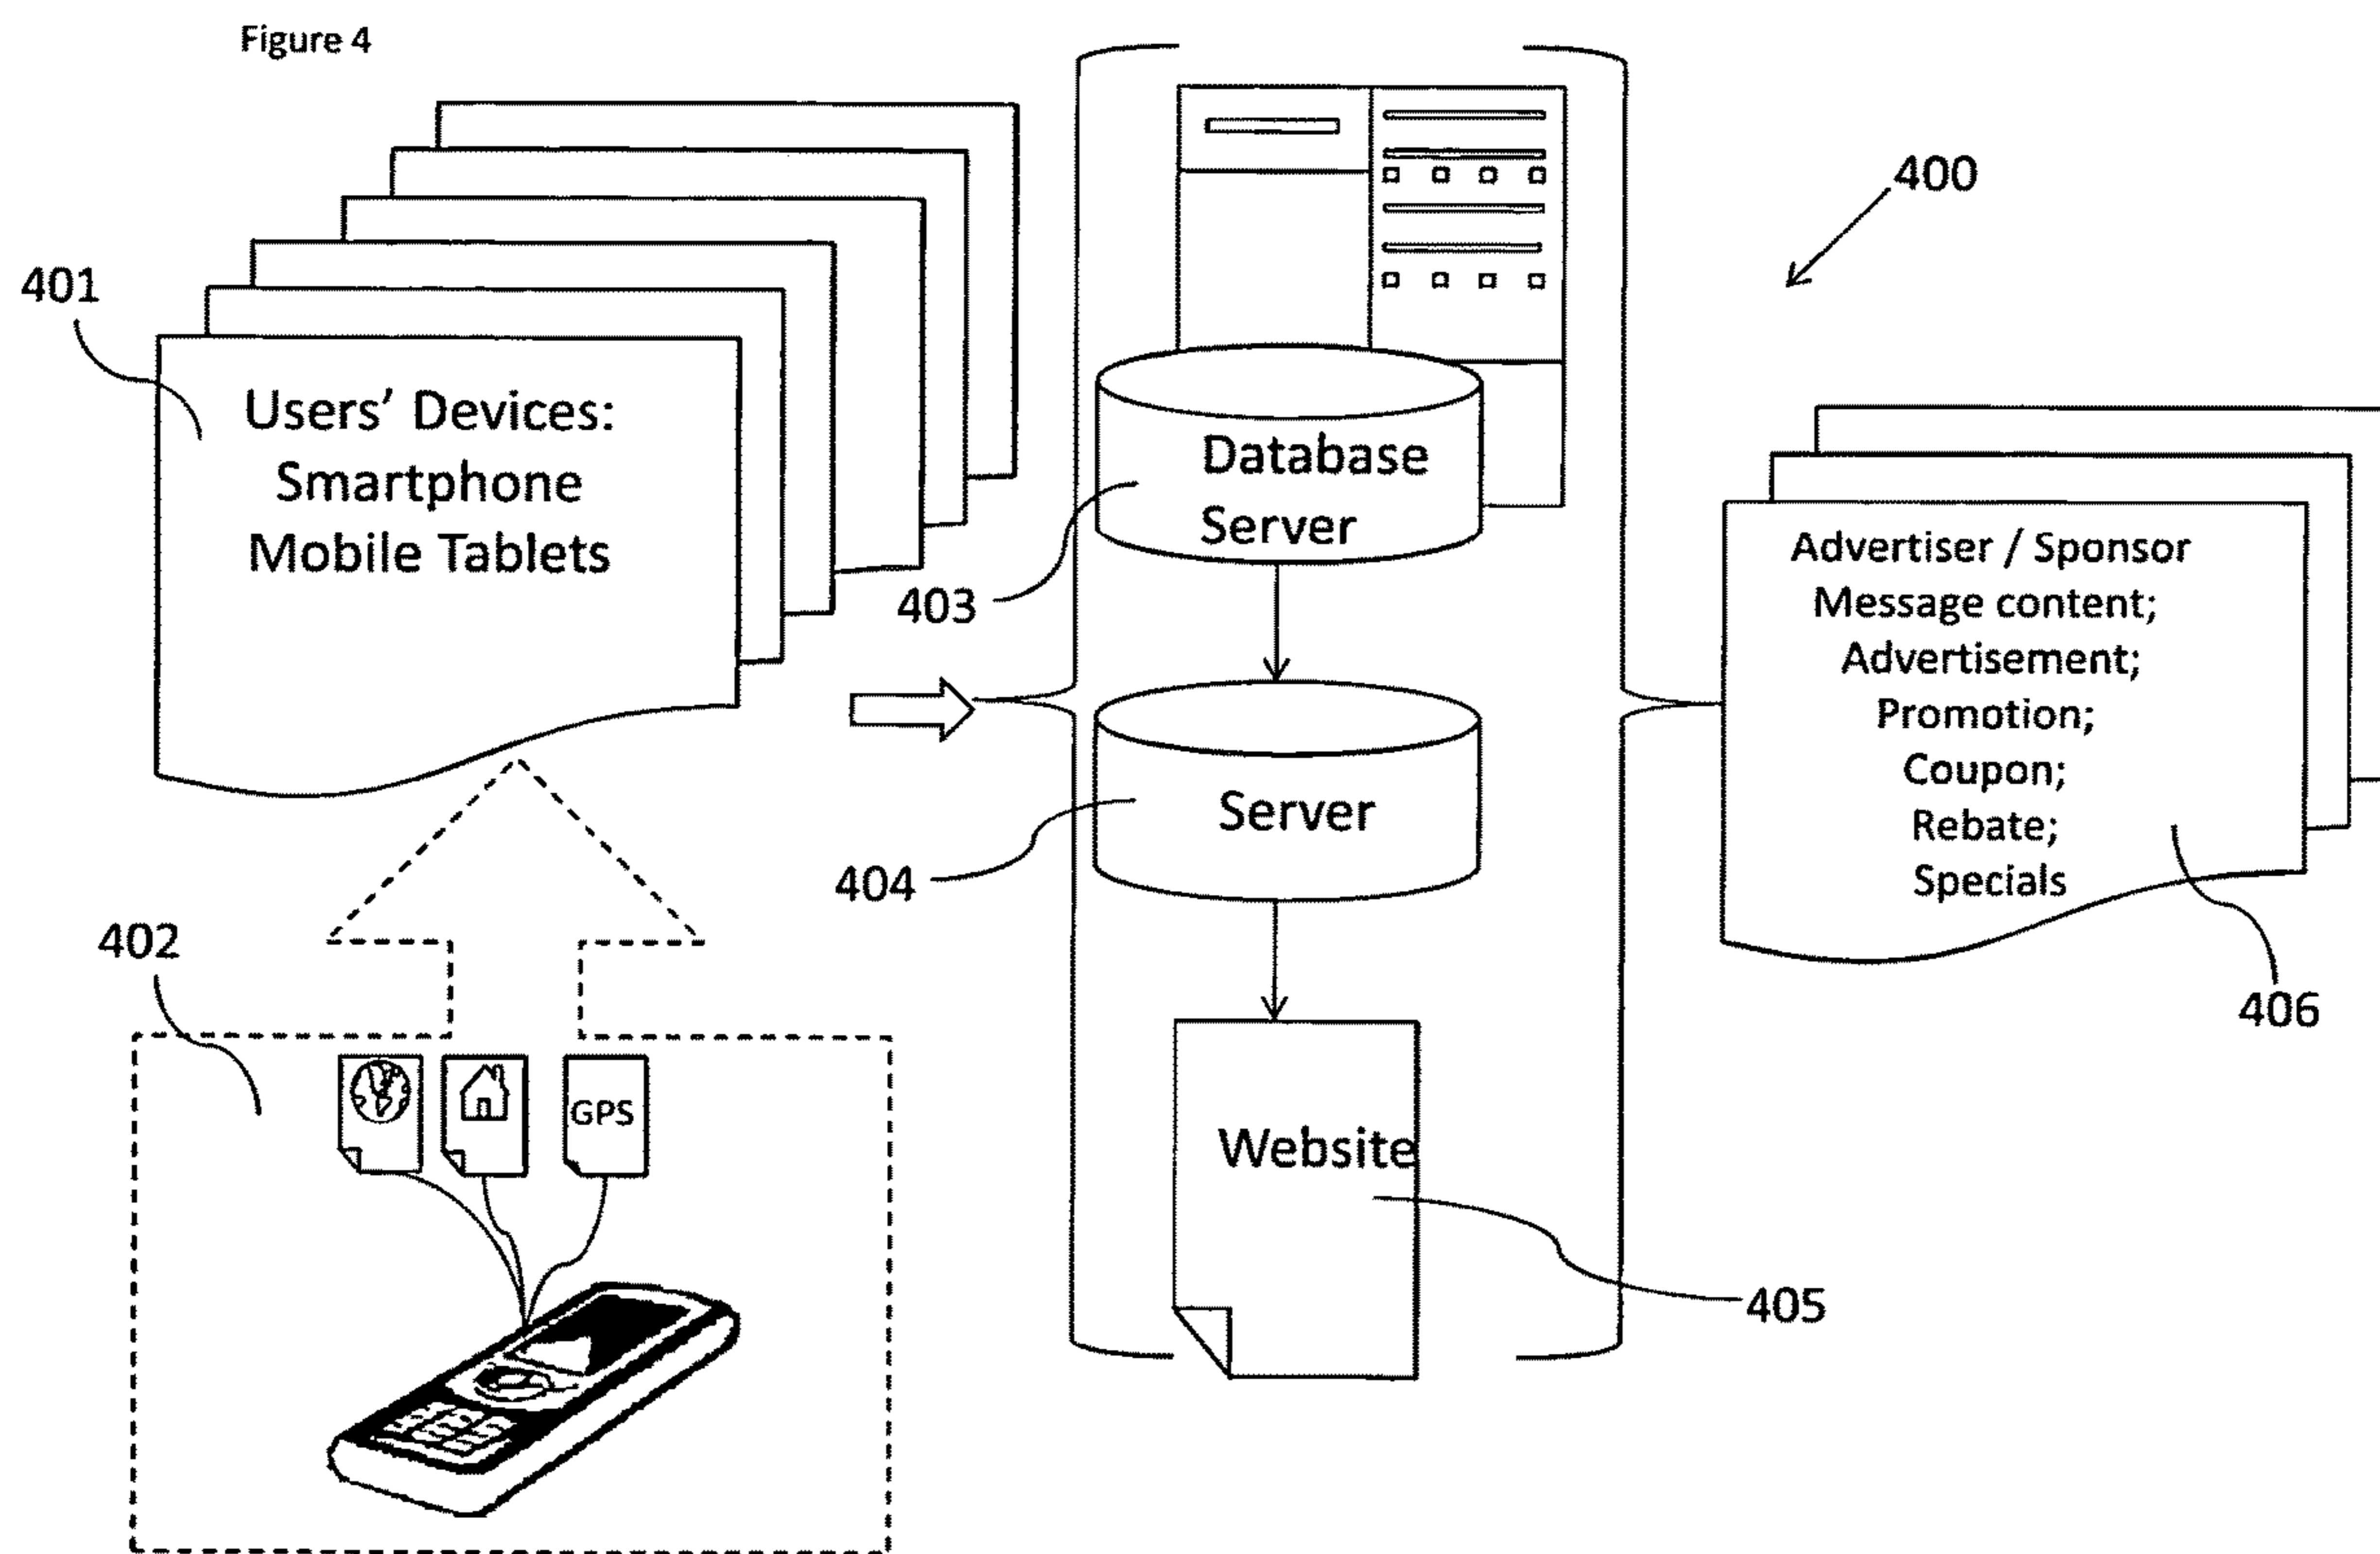 Figure 4
400
401
Users’ Devices:
Smartphone
Mobile Tablets
Database
Server
403
Advertiser / Sponsor
Message content;
Advertisement;
Promotion;
Coupon;
Rebate;
Specials
Server
404
402
406
GPS
Website
405